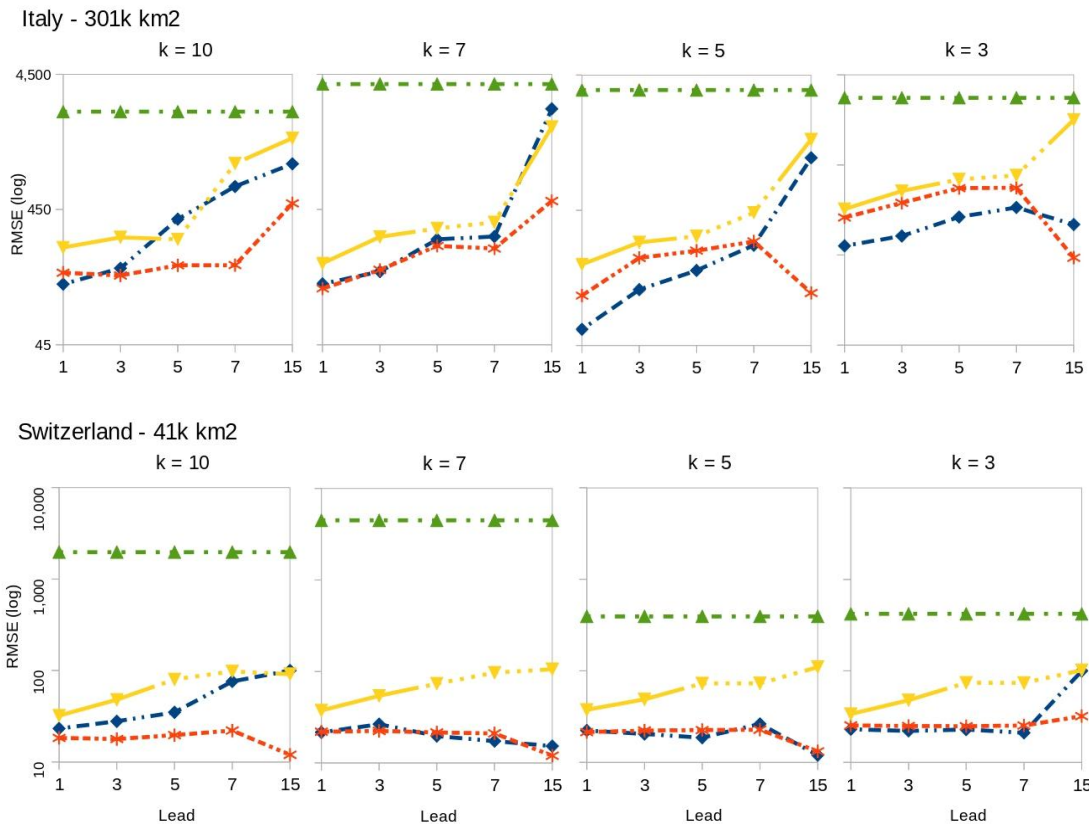 Italy - 301k km2
k = 10 k = 7 k = 5 k = 3
4,500
450
45
RMSE (log)
1 3 5 7 15 1 3 5 7 15 1 3 5 7 15 1 3 5 7 15
Switzerland - 41k km2
k = 10 k = 7 k = 5 k = 3
10,000
1,000
100
10
RMSE (log)
1 3 5 7 15 1 3 5 7 15 1 3 5 7 15 1 3 5 7 15
Lead Lead Lead Lead